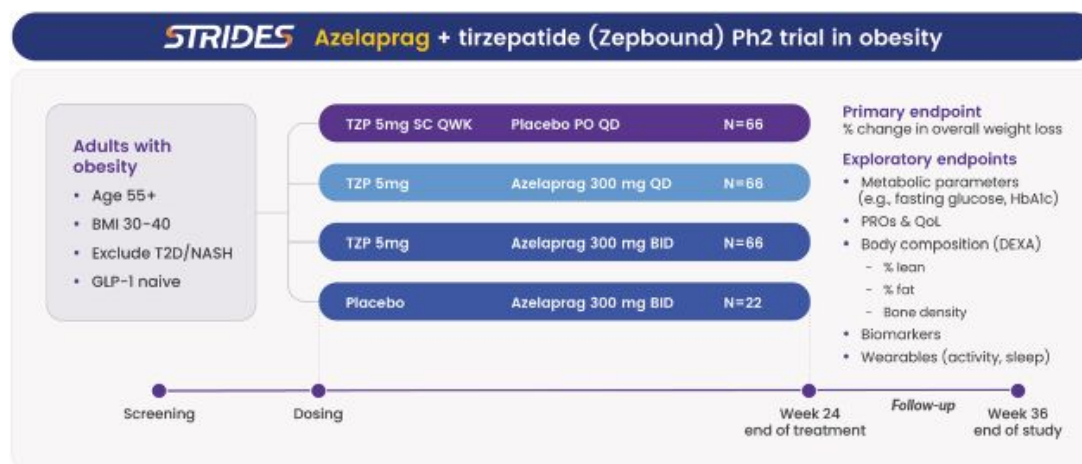 STRIDES Azelaprag + tirzepatide (Zepbound) Ph2 trial in obesity
Adults with
obesity
• Age 55+
• BMI 30-40
• Exclude T2D/NASH
• GLP-1 naive
TZP 5mg SC QWK Placebo PO QD N=66
TZP 5mg Azelaprag 300 mg QD N=66
TZP 5mg Azelaprag 300 mg BID N=66
Placebo Azelaprag 300 mg BID N=22
Primary endpoint
% change in overall weight loss
Exploratory endpoints
• Metabolic parameters
(e.g., fasting glucose, HbA1c)
• PROs & QoL
• Body composition (DEXA)
- % lean
- % fat
- Bone density
• Biomarkers
• Wearables (activity, sleep)
Screening
Dosing
Week 24
end of treatment
Follow-up
Week 36
end of study